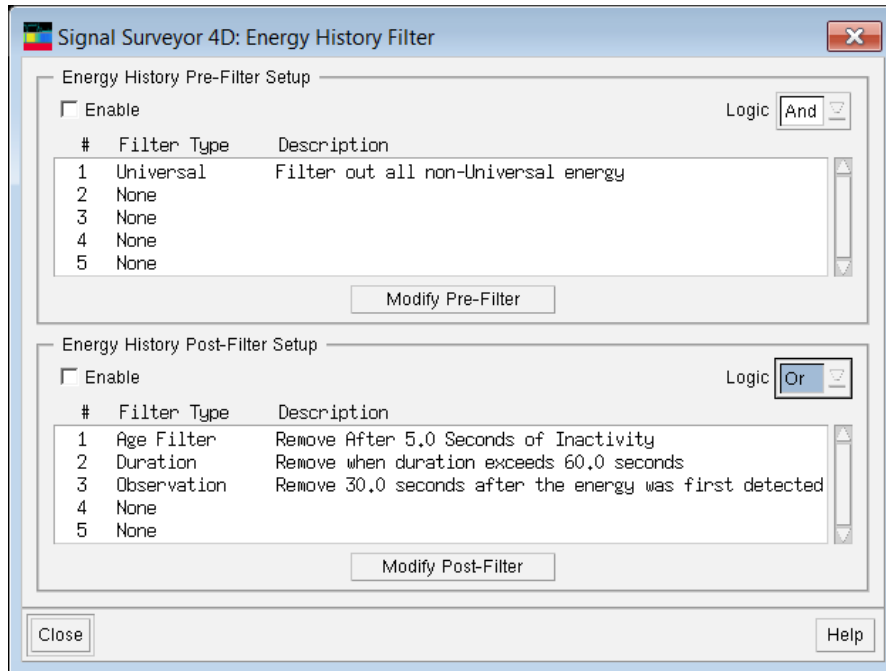 Signal Surveyor 4D: Energy History Filter
Energy History Pre-Filter Setup
Enable Logic And
# Filter Type Description
1 Universal Filter out all non-Universal energy
2 None
3 None
4 None
5 None
Modify Pre-Filter
Energy History Post-Filter Setup
Enable Logic Or
# Filter Type Description
1 Age Filter Remove After 5.0 Seconds of Inactivity
2 Duration Remove when duration exceeds 60.0 seconds
3 Observation Remove 30.0 seconds after the energy was first detected
4 None
5 None
Modify Post-Filter
Close Help